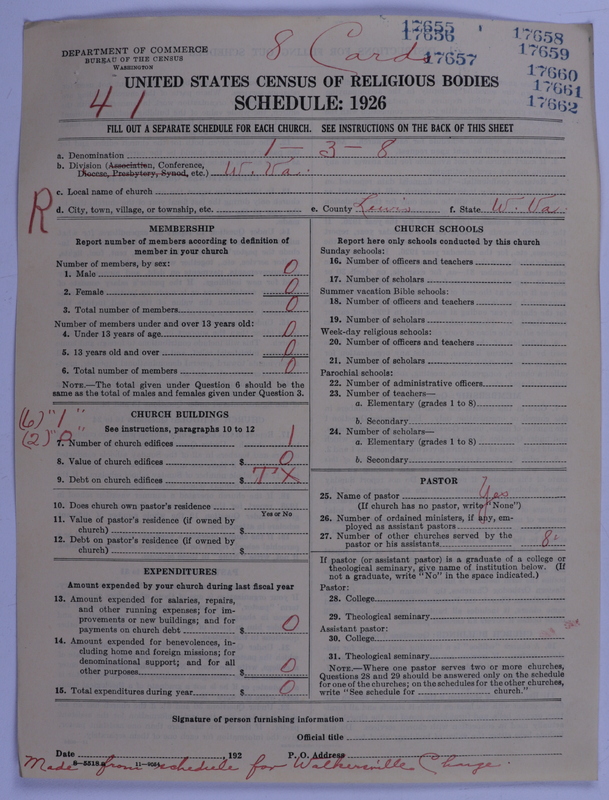 17655
17656
17657
17658
17659
17660
17661
17662
8 Cards
DEPARTMENT OF COMMERCE
BUREAU OF THE CENSUS
WASHINGTON
UNITED STATES CENSUS OF RELIGIOUS BODIES
41
SCHEDULE: 1926
FILL OUT A SEPARATE SCHEDULE FOR EACH CHURCH. SEE INSTRUCTIONS ON THE BACK OF THIS SHEET
a. Denomination 1-3-8
b. Division (Association, Conference,
Diocese, Presbytery, Synod, etc.) W. Va.
c. Local name of church
R
d. City, town, village, or township, etc. e. County Lewis f. State W. Va.
MEMBERSHIP
Report number of members according to definition of
member in your church
Number of members, by sex:
1. Male 0
2. Female 0
3. Total number of members 0
Number of members under and over 13 years old:
4. Under 13 years of age 0
5. 13 years old and over 0
6. Total number of members 0
NOTE.—The total given under Question 6 should be the
same as the total of males and females given under Question 3.
CHURCH BUILDINGS
(6) "1"
See instructions, paragraphs 10 to 12
(2) "0"
7. Number of church edifices 1
8. Value of church edifices $ 0
9. Debt on church edifices $ T'X
10. Does church own pastor's residence
Yes or No
11. Value of pastor's residence (if owned by
church) $
12. Debt on pastor's residence (if owned by
church) $
EXPENDITURES
Amount expended by your church during last fiscal year
13. Amount expended for salaries, repairs,
and other running expenses; for im-
provements or new buildings; and for
payments on church debt $ 0
14. Amount expended for benevolences, in-
cluding home and foreign missions; for
denominational support; and for all
other purposes $ 0
15. Total expenditures during year $ 0
CHURCH SCHOOLS
Report here only schools conducted by this church
Sunday schools:
16. Number of officers and teachers
17. Number of scholars
Summer vacation Bible schools:
18. Number of officers and teachers
19. Number of scholars
Week-day religious schools:
20. Number of officers and teachers
21. Number of scholars
Parochial schools:
22. Number of administrative officers
23. Number of teachers—
a. Elementary (grades 1 to 8)
b. Secondary
24. Number of scholars—
a. Elementary (grades 1 to 8)
b. Secondary
PASTOR
25. Name of pastor Yes
(If church has no pastor, write "None")
26. Number of ordained ministers, if any, em-
ployed as assistant pastors
27. Number of other churches served by the
pastor or his assistants 8
If pastor (or assistant pastor) is a graduate of a college or
theological seminary, give name of institution below. (If
not a graduate, write "No" in the space indicated.)
Pastor:
28. College
29. Theological seminary
Assistant pastor:
30. College
31. Theological seminary
NOTE.—Where one pastor serves two or more churches,
Questions 28 and 29 should be answered only on the schedule
for one of the churches; on the schedules for the other churches,
write "See schedule for church."
Signature of person furnishing information
Official title
Date , 192 P. O. Address
Made from schedule for Walkersville Charge.